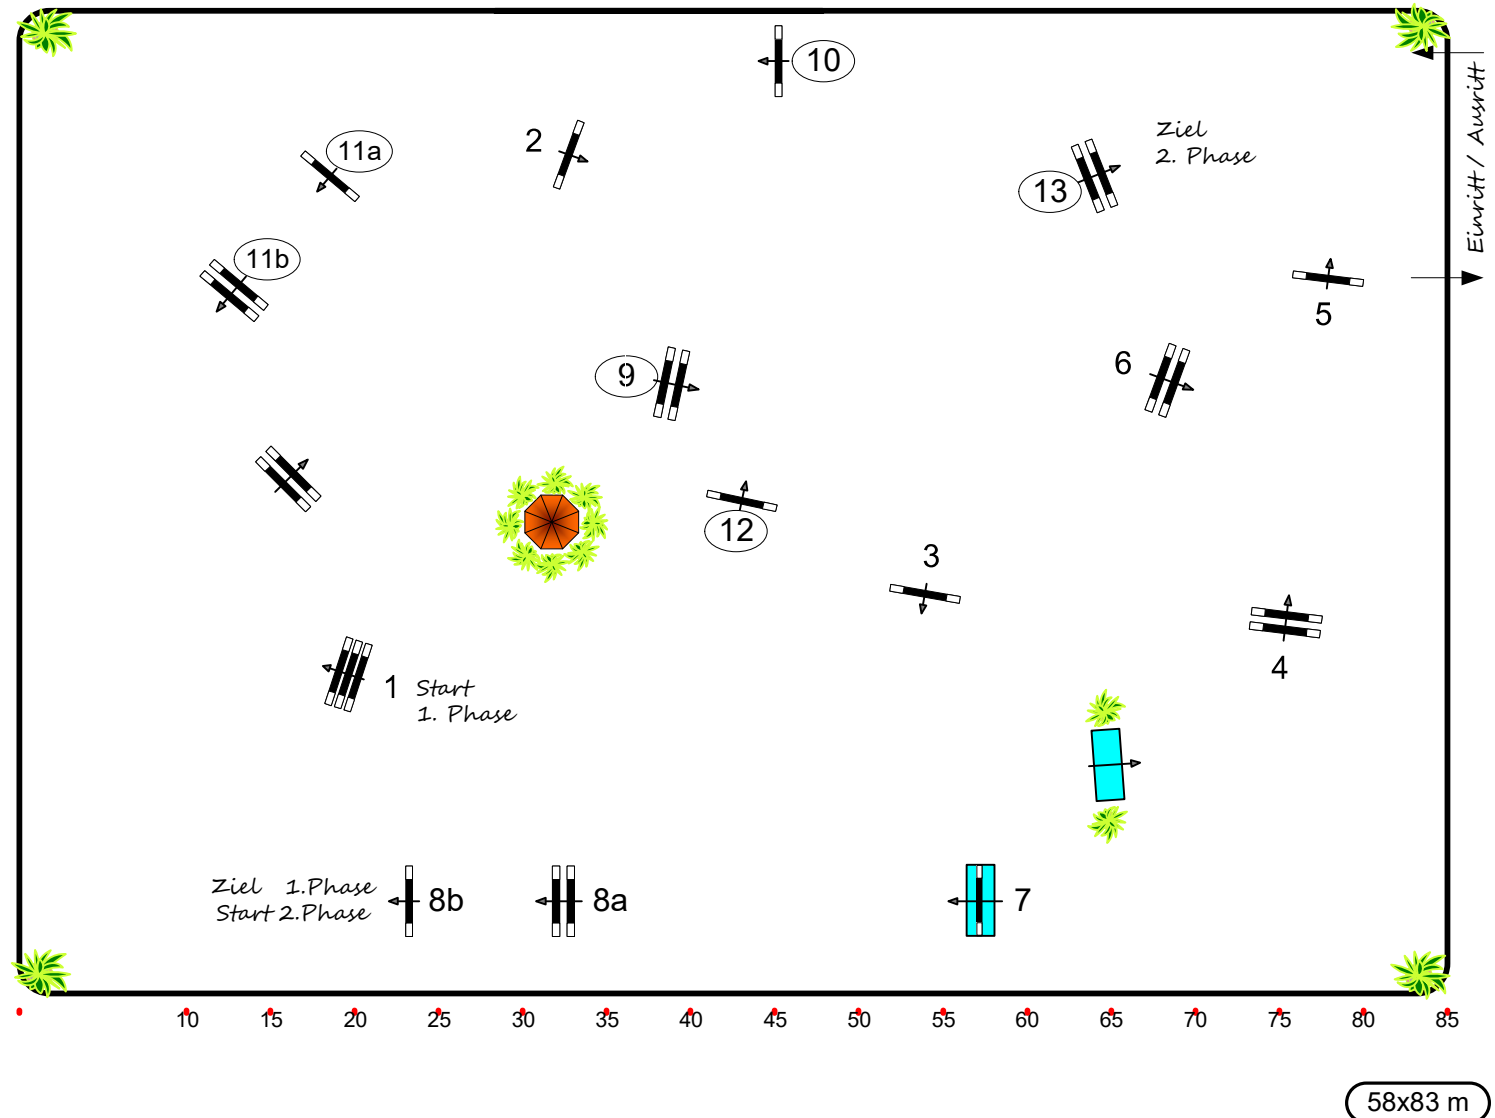 10
2
11a
Ziel
2. Phase
13
Einritt / Ausritt
11b
5
6
9
12
3
4
1
Start
1. Phase
Ziel 1.Phase
Start 2.Phase
8b
8a
7
10 15 20 25 30 35 40 45 50 55 60 65 70 75 80 85
58x83 m